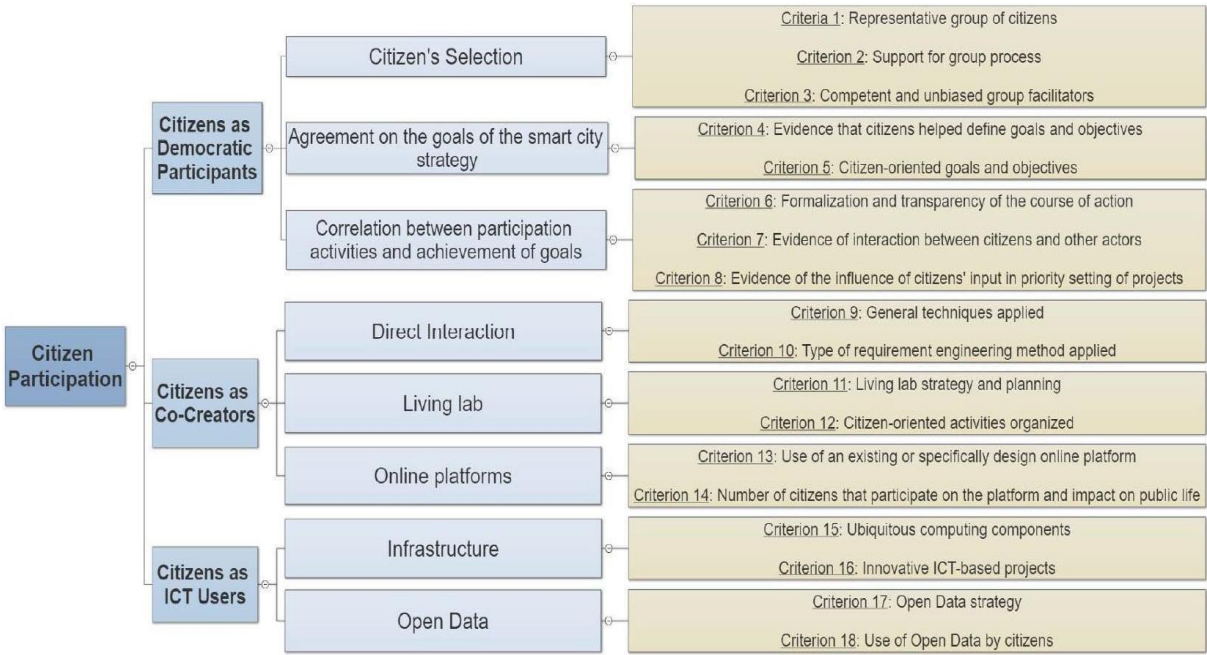 Citizen
Participation
Citizens as
Democratic
Participants
Citizen's Selection
Criteria 1: Representative group of citizens
Criterion 2: Support for group process
Criterion 3: Competent and unbiased group facilitators
Agreement on the goals of the smart city
strategy
Criterion 4: Evidence that citizens helped define goals and objectives
Criterion 5: Citizen-oriented goals and objectives
Correlation between participation
activities and achievement of goals
Criterion 6: Formalization and transparency of the course of action
Criterion 7: Evidence of interaction between citizens and other actors
Criterion 8: Evidence of the influence of citizens' input in priority setting of projects
Citizens as
Co-Creators
Direct Interaction
Criterion 9: General techniques applied
Criterion 10: Type of requirement engineering method applied
Living lab
Criterion 11: Living lab strategy and planning
Criterion 12: Citizen-oriented activities organized
Online platforms
Criterion 13: Use of an existing or specifically design online platform
Criterion 14: Number of citizens that participate on the platform and impact on public life
Citizens as
ICT Users
Infrastructure
Criterion 15: Ubiquitous computing components
Criterion 16: Innovative ICT-based projects
Open Data
Criterion 17: Open Data strategy
Criterion 18: Use of Open Data by citizens